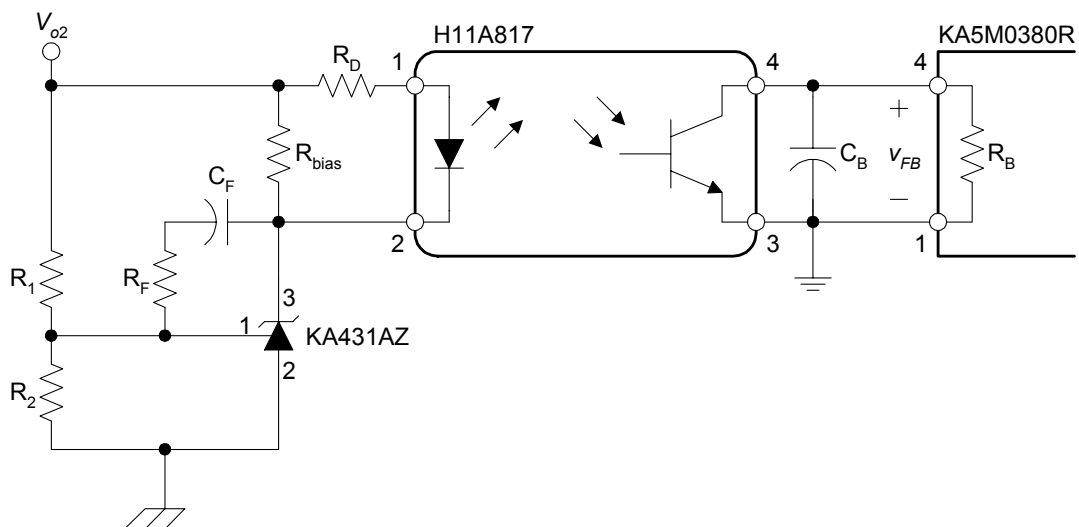 Vo2
H11A817
KA5M0380R
RD
1
4
4
Rbias
CF
CB
+
vFB
−
RB
2
3
1
R1
RF
3
1
KA431AZ
2
R2